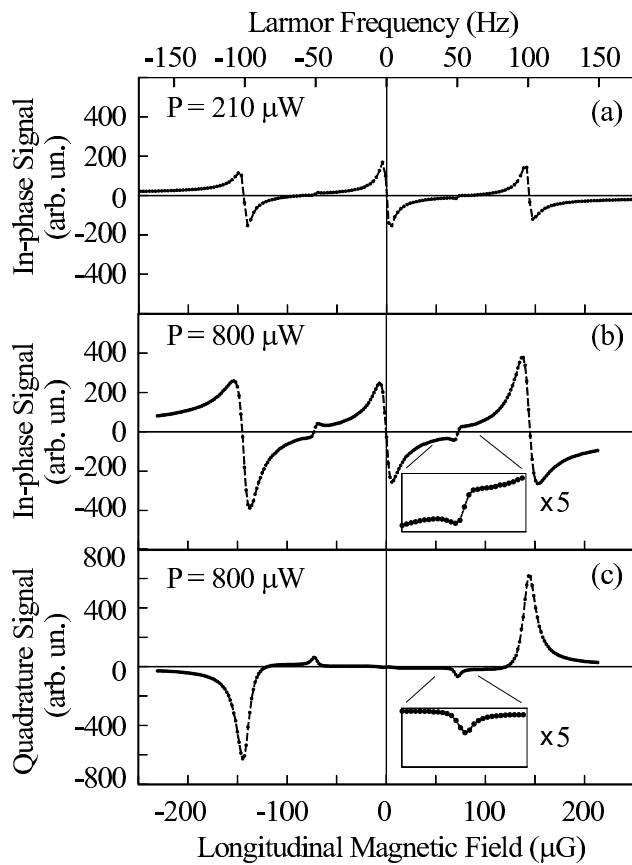 Larmor Frequency (Hz)
-150 -100 -50 0 50 100 150
P = 210 μW
(a)
In-phase Signal
(arb. un.)
400
200
0
-200
-400
P = 800 μW
(b)
In-phase Signal
(arb. un.)
400
200
0
-200
-400
x5
P = 800 μW
(c)
Quadrature Signal
(arb. un.)
800
400
0
-400
-800
x5
-200 -100 0 100 200
Longitudinal Magnetic Field (μG)